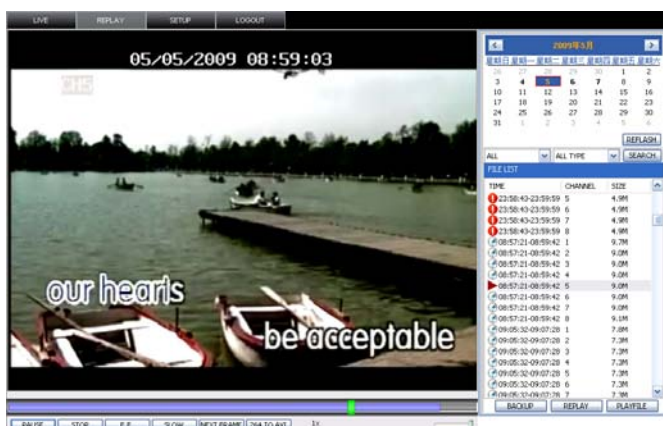 LIVE REPLAY SETUP LOGOUT
05/05/2009 08:59:03
CH5
our hearts
be acceptable
2009年5月
星期日 星期一 星期二 星期三 星期四 星期五 星期六
26 27 28 29 30 1 2
3 4 5 6 7 8 9
10 11 12 13 14 15 16
17 18 19 20 21 22 23
24 25 26 27 28 29 30
31 1 2 3 4 5 6
REFLASH
ALL ALL TYPE SEARCH
FILE LIST
TIME CHANNEL SIZE
23:58:43-23:59:59 5 4.9M
23:58:43-23:59:59 6 4.9M
23:58:43-23:59:59 7 4.9M
23:58:43-23:59:59 8 4.9M
08:57:21-08:59:42 1 9.7M
08:57:21-08:59:42 2 9.0M
08:57:21-08:59:42 3 9.0M
08:57:21-08:59:42 4 9.0M
08:57:21-08:59:42 5 9.0M
08:57:21-08:59:42 6 9.0M
08:57:21-08:59:42 7 9.0M
08:57:21-08:59:42 8 9.1M
09:05:32-09:07:28 1 7.8M
09:05:32-09:07:28 2 7.3M
09:05:32-09:07:28 3 7.3M
09:05:32-09:07:28 4 7.3M
09:05:32-09:07:28 5 7.3M
09:05:32-09:07:28 6 7.3M
09:05:32-09:07:28 7 7.3M
BACKUP REPLAY PLAYFILE
PAUSE STOP F.F SLOW NEXT FRAME 264 TO AVI 1x